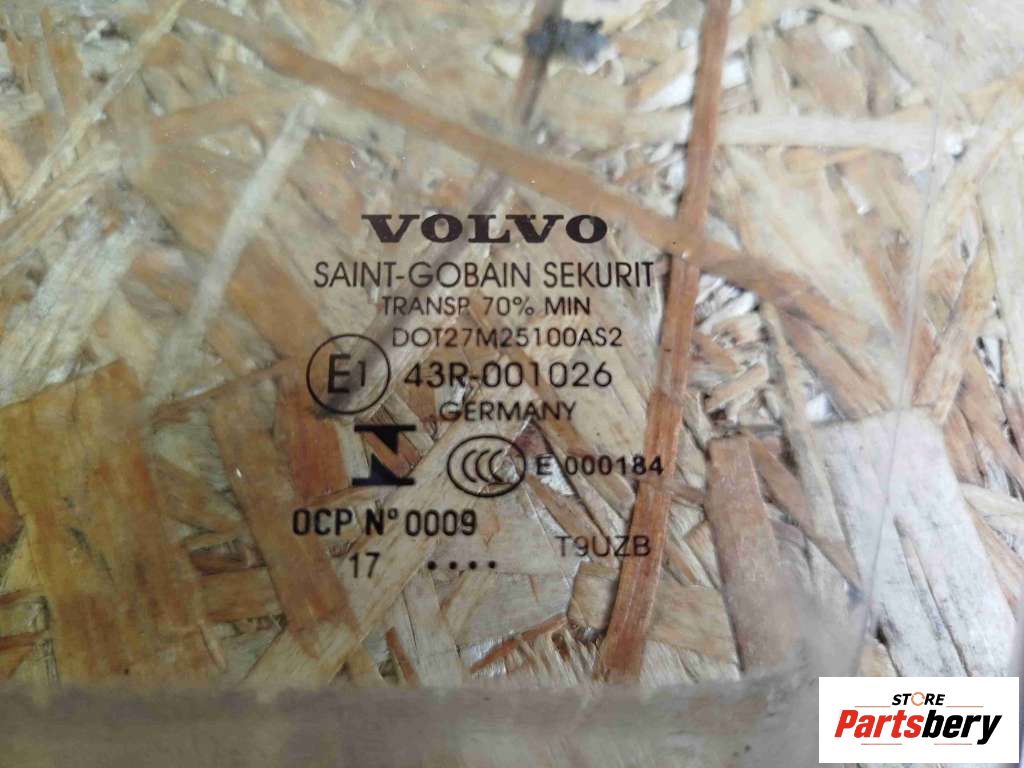 VOLVO
SAINT-GOBAIN SEKURIT
TRANSP. 70% MIN
DOT27M25100AS2
E1 43R-001026
GERMANY
CCC E 000184
OCP Nº 0009
17 ....
T9UZB
STORE
Partsbery